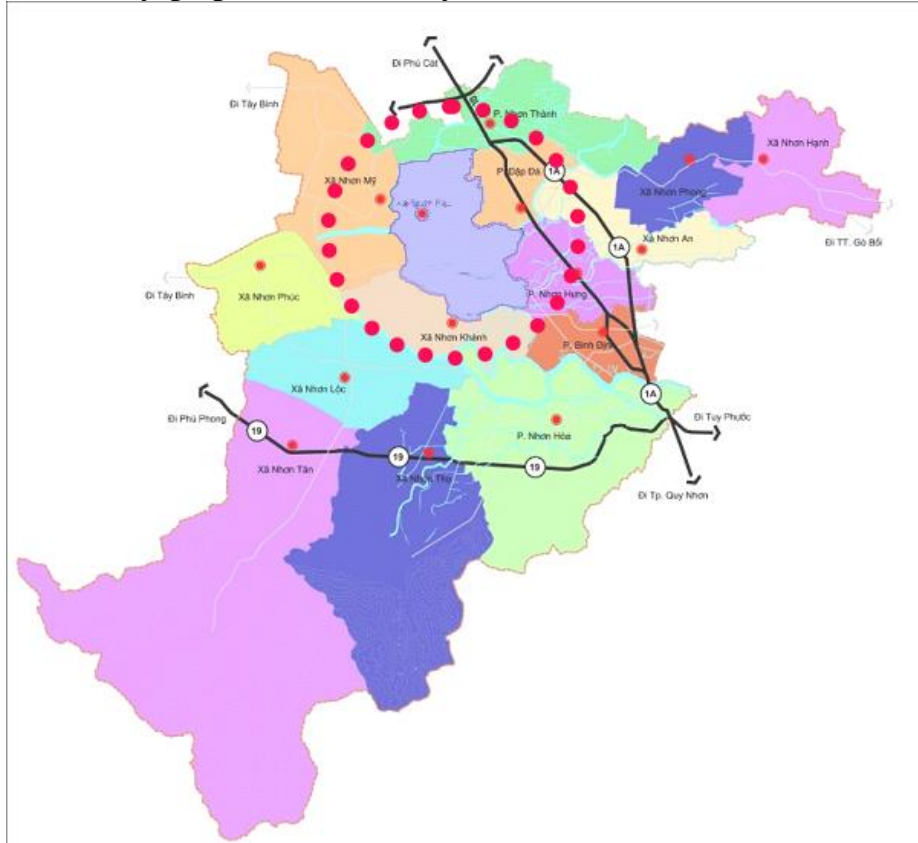 Đi Phù Cát
P. Nhơn Thành
Đi Tây Bình
Xã Nhơn Hạnh
P. Đập Đá
1A
Xã Nhơn Mỹ
Xã Nhơn Phong
Xã Nhơn An
1A
Đi TT. Gò Bồi
Đi Tây Bình
Xã Nhơn Phúc
P. Nhơn Hưng
Xã Nhơn Khánh
P. Bình Định
Xã Nhơn Lộc
1A
Đi Phú Phong
Đi Tuy Phước
19
P. Nhơn Hòa
Xã Nhơn Tân
19
19
Xã Nhơn Thọ
Đi Tp. Quy Nhơn